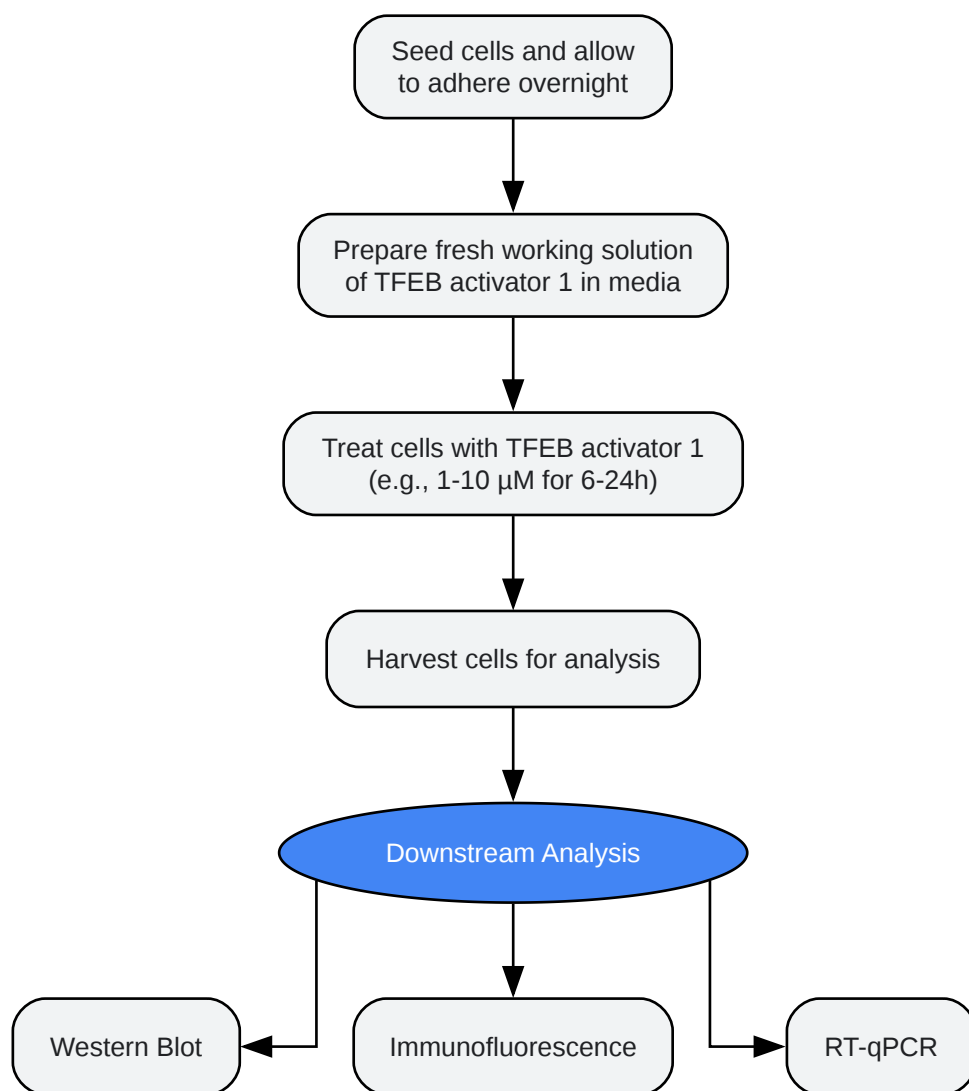 Seed cells and allow
to adhere overnight
Prepare fresh working solution
of TFEB activator 1 in media
Treat cells with TFEB activator 1
(e.g., 1-10 µM for 6-24h)
Harvest cells for analysis
Downstream Analysis
Western Blot
Immunofluorescence
RT-qPCR